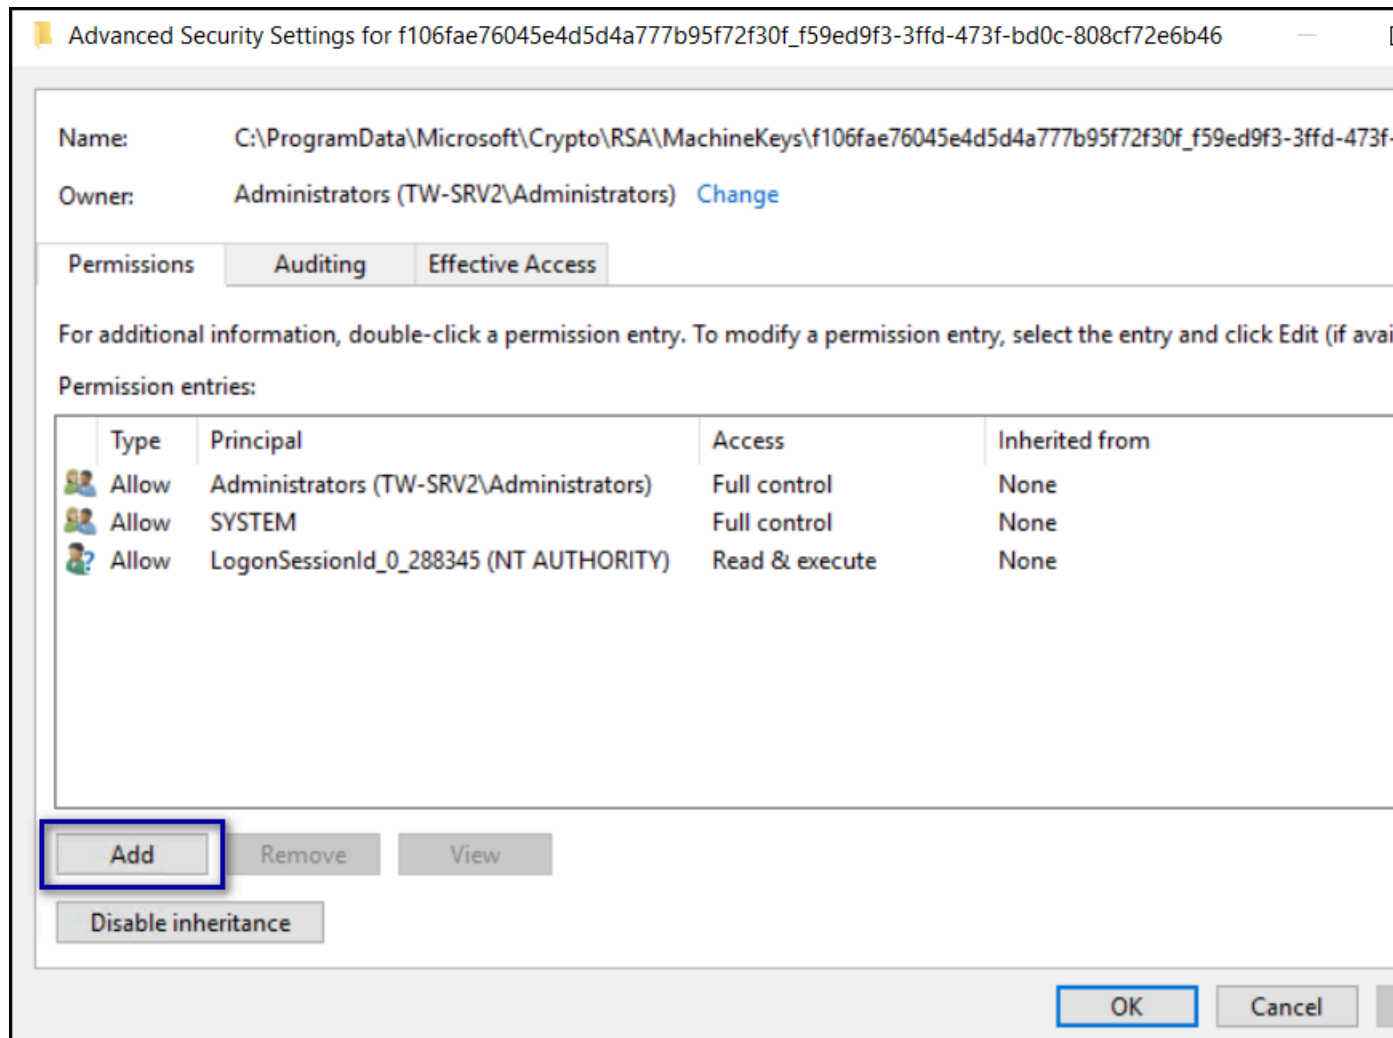 Advanced Security Settings for f106fae76045e4d5d4a777b95f72f30f_f59ed9f3-3ffd-473f-bd0c-808cf72e6b46
Name: C:\ProgramData\Microsoft\Crypto\RSA\MachineKeys\f106fae76045e4d5d4a777b95f72f30f_f59ed9f3-3ffd-473f-
Owner: Administrators (TW-SRV2\Administrators) Change
Permissions Auditing Effective Access
For additional information, double-click a permission entry. To modify a permission entry, select the entry and click Edit (if avai
Permission entries:
Type Principal Access Inherited from
Allow Administrators (TW-SRV2\Administrators) Full control None
Allow SYSTEM Full control None
Allow LogonSessionId_0_288345 (NT AUTHORITY) Read & execute None
Add Remove View
Disable inheritance
OK Cancel